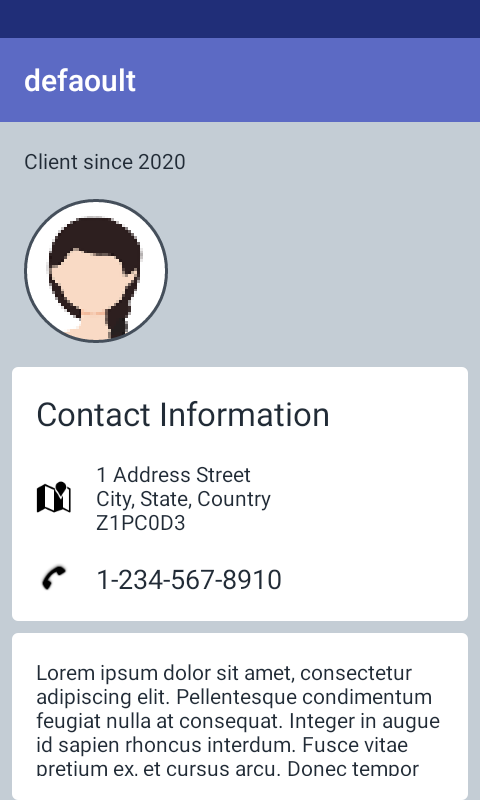 defaoult
Client since 2020
Contact Information
1 Address Street
City, State, Country
Z1PC0D3
1-234-567-8910
Lorem ipsum dolor sit amet, consectetur
adipiscing elit. Pellentesque condimentum
feugiat nulla at consequat. Integer in augue
id sapien rhoncus interdum. Fusce vitae
pretium ex, et cursus arcu. Donec tempor